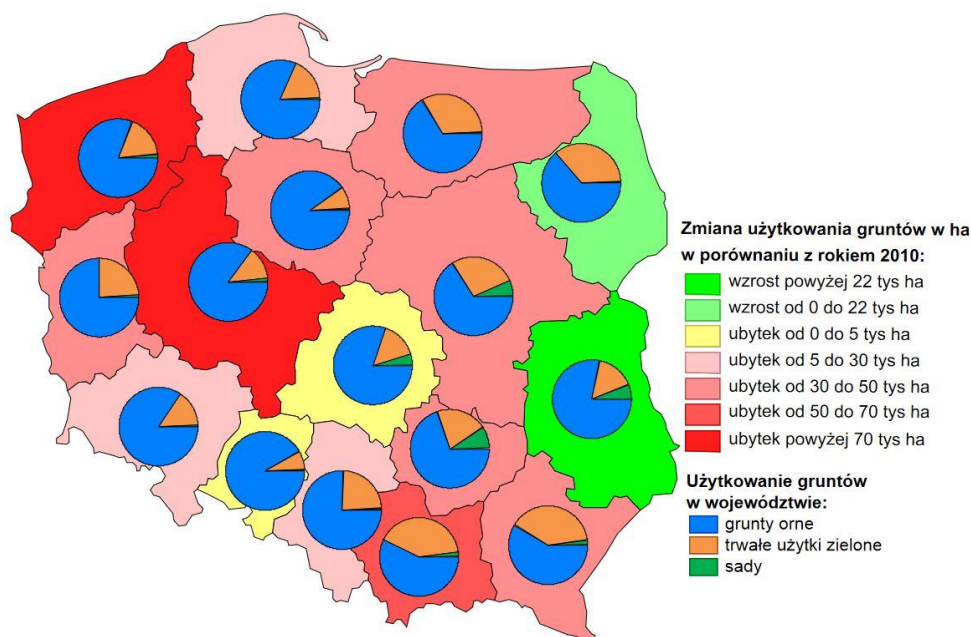 Zmiana użytkowania gruntów w ha
w porównaniu z rokiem 2010:
wzrost powyżej 22 tys ha
wzrost od 0 do 22 tys ha
ubytek od 0 do 5 tys ha
ubytek od 5 do 30 tys ha
ubytek od 30 do 50 tys ha
ubytek od 50 do 70 tys ha
ubytek powyżej 70 tys ha
Użytkowanie gruntów
w województwie:
grunty orne
trwałe użytki zielone
sady